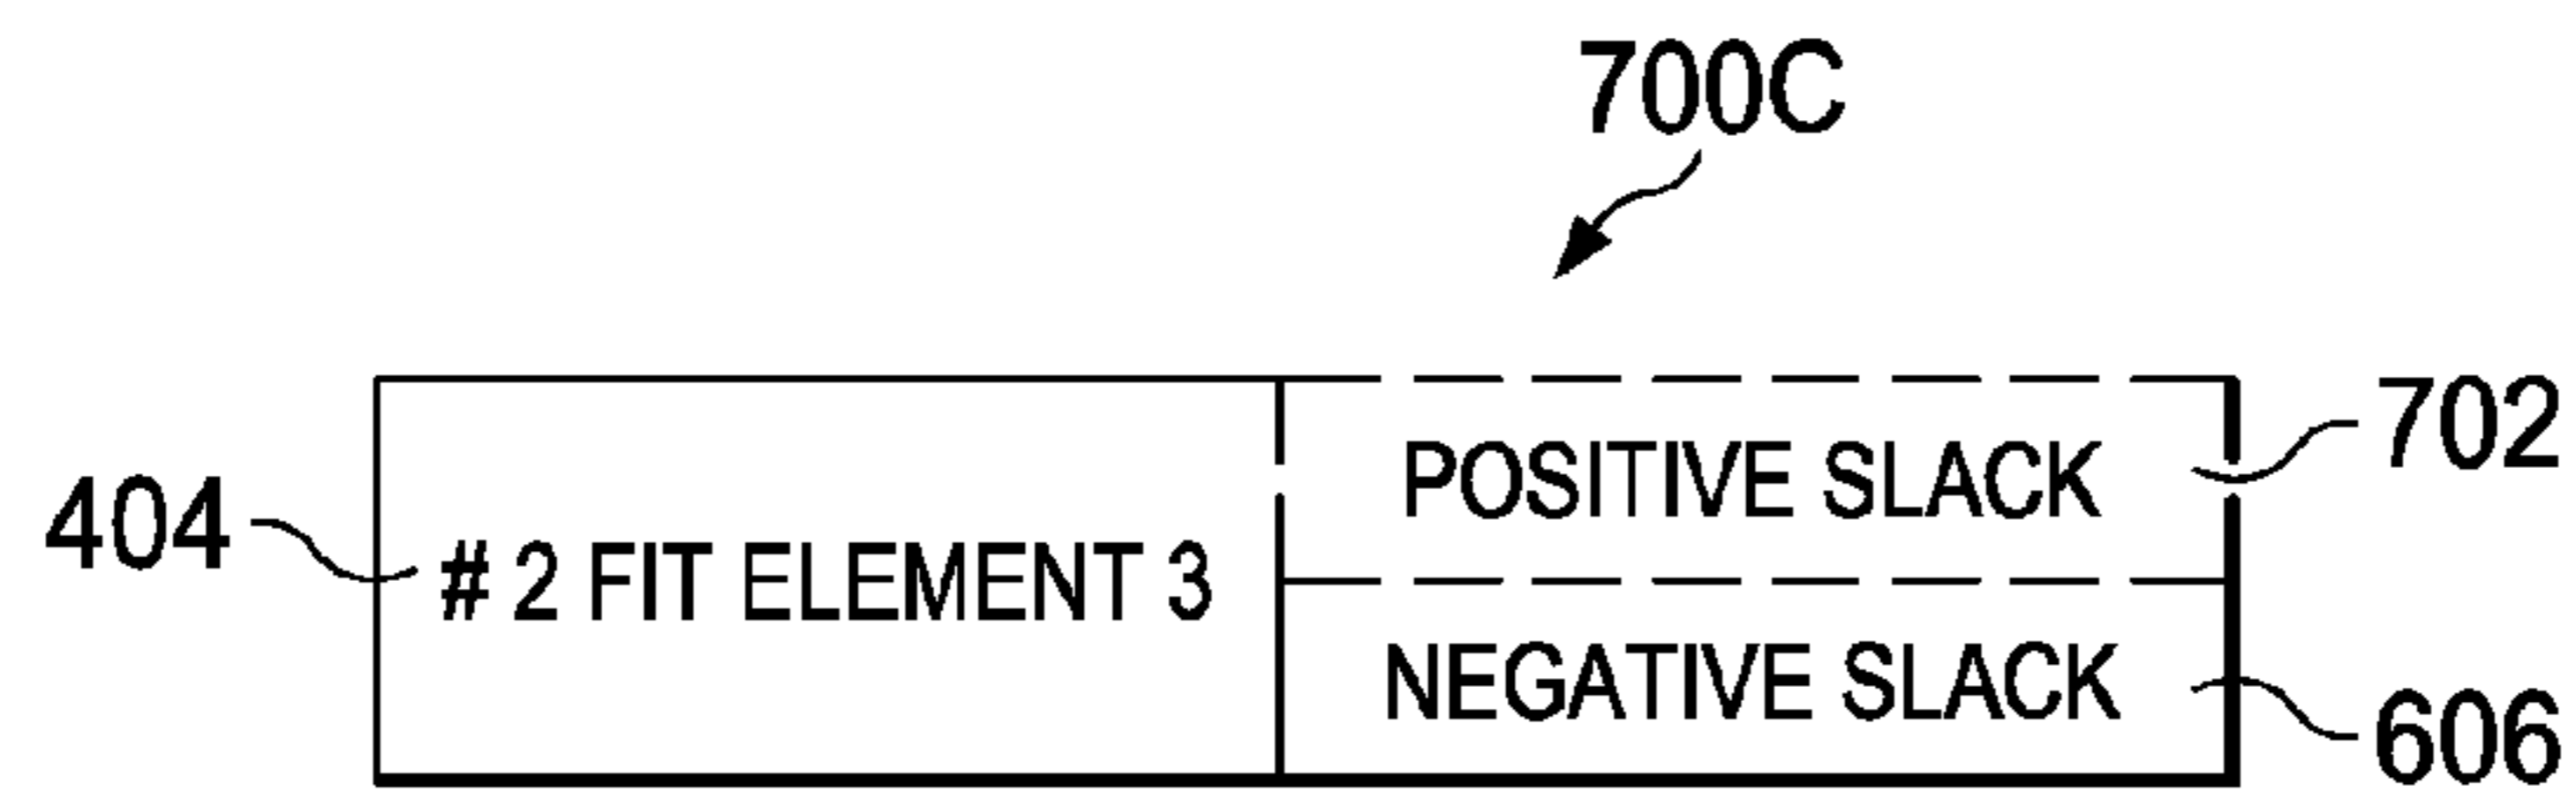 700C
POSITIVE SLACK
702
404
# 2 FIT ELEMENT 3
NEGATIVE SLACK
606